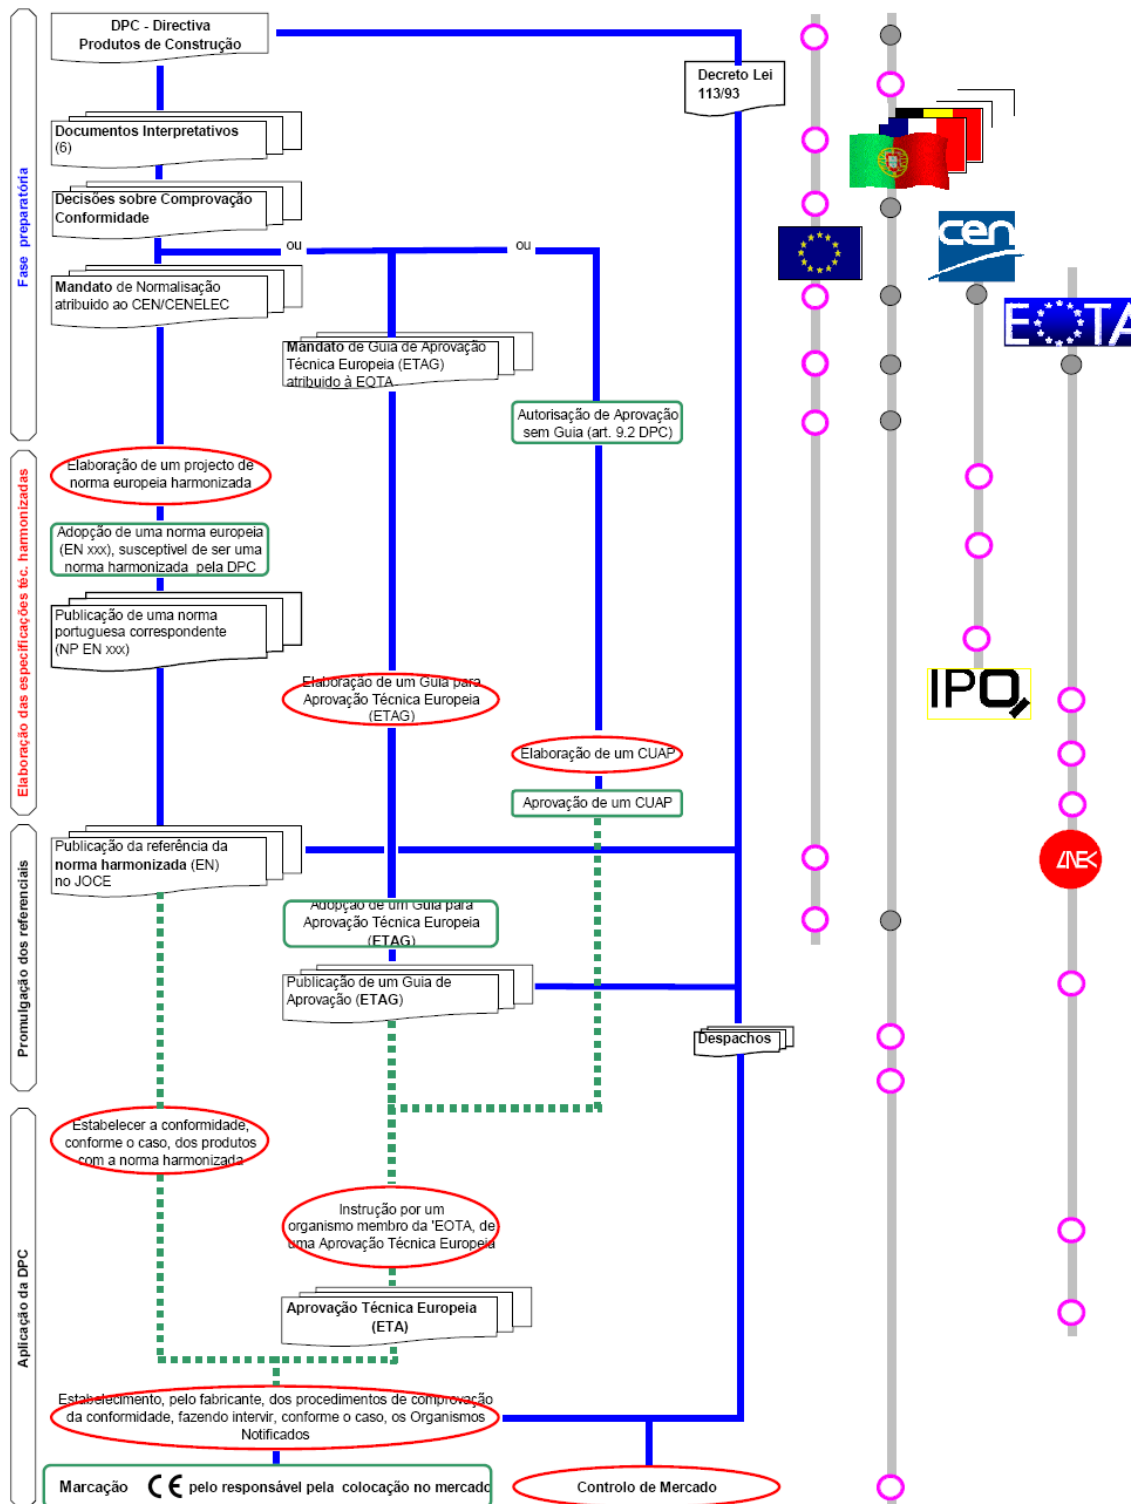 DPC - Directiva
Produtos de Construção
Decreto Lei
113/93
Fase preparatória
Documentos Interpretativos
(6)
Decisões sobre Comprovação
Conformidade
ou
ou
cen
Mandato de Normalisação
atribuido ao CEN/CENELEC
EOTA
Mandato de Guia de Aprovação
Técnica Europeia (ETAG)
atribuido à EOTA
Autorisação de Aprovação
sem Guia (art. 9.2 DPC)
Elaboração das especificações téc. harmonizadas
Elaboração de um projecto de
norma europeia harmonizada
Adopção de uma norma europeia
(EN xxx), susceptivel de ser uma
norma harmonizada pela DPC
Publicação de uma norma
portuguesa correspondente
(NP EN xxx)
Elaboração de um Guia para
Aprovação Técnica Europeia
(ETAG)
IPQ
Elaboração de um CUAP
Aprovação de um CUAP
Promulgação dos referenciais
Publicação da referência da
norma harmonizada (EN)
no JOCE
LNEC
Adopção de um Guia para
Aprovação Técnica Europeia
(ETAG)
Publicação de um Guia de
Aprovação (ETAG)
Despachos
Aplicação da DPC
Estabelecer a conformidade,
conforme o caso, dos produtos
com a norma harmonizada
Instrução por um
organismo membro da 'EOTA, de
uma Aprovação Técnica Europeia
Aprovação Técnica Europeia
(ETA)
Estabelecimento, pelo fabricante, dos procedimentos de comprovação
da conformidade, fazendo intervir, conforme o caso, os Organismos
Notificados
Marcação CE pelo responsável pela colocação no mercado
Controlo de Mercado